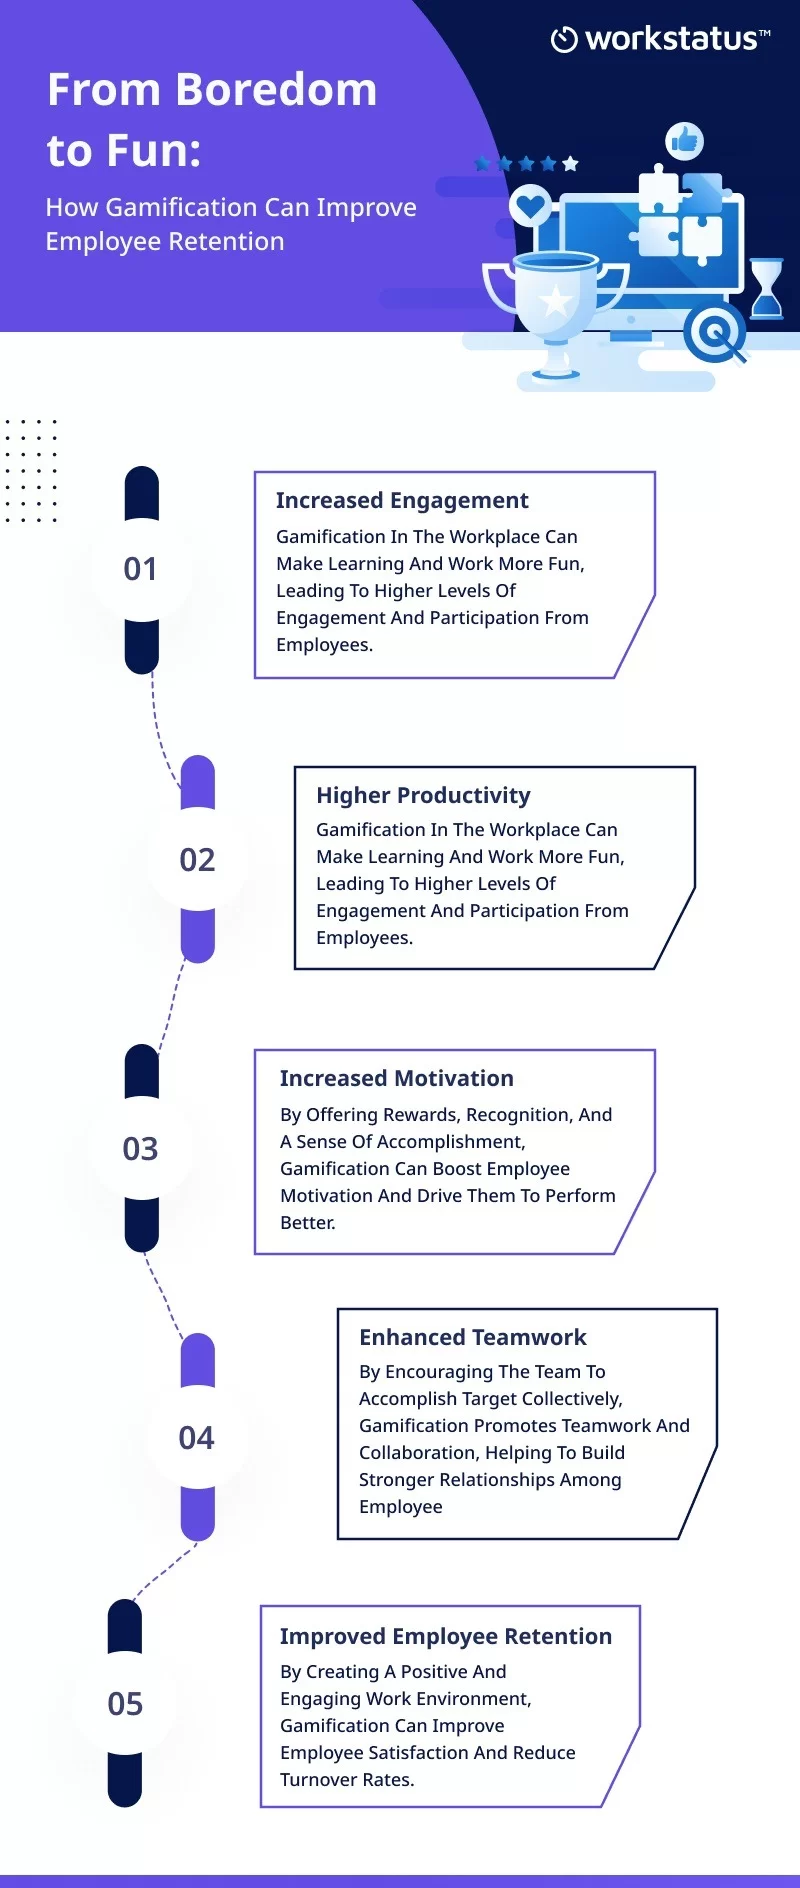 workstatus™
From Boredom
to Fun:
How Gamification Can Improve
Employee Retention
01
Increased Engagement
Gamification In The Workplace Can
Make Learning And Work More Fun,
Leading To Higher Levels Of
Engagement And Participation From
Employees.
02
Higher Productivity
Gamification In The Workplace Can
Make Learning And Work More Fun,
Leading To Higher Levels Of
Engagement And Participation From
Employees.
03
Increased Motivation
By Offering Rewards, Recognition, And
A Sense Of Accomplishment,
Gamification Can Boost Employee
Motivation And Drive Them To Perform
Better.
04
Enhanced Teamwork
By Encouraging The Team To
Accomplish Target Collectively,
Gamification Promotes Teamwork And
Collaboration, Helping To Build
Stronger Relationships Among
Employee
05
Improved Employee Retention
By Creating A Positive And
Engaging Work Environment,
Gamification Can Improve
Employee Satisfaction And Reduce
Turnover Rates.